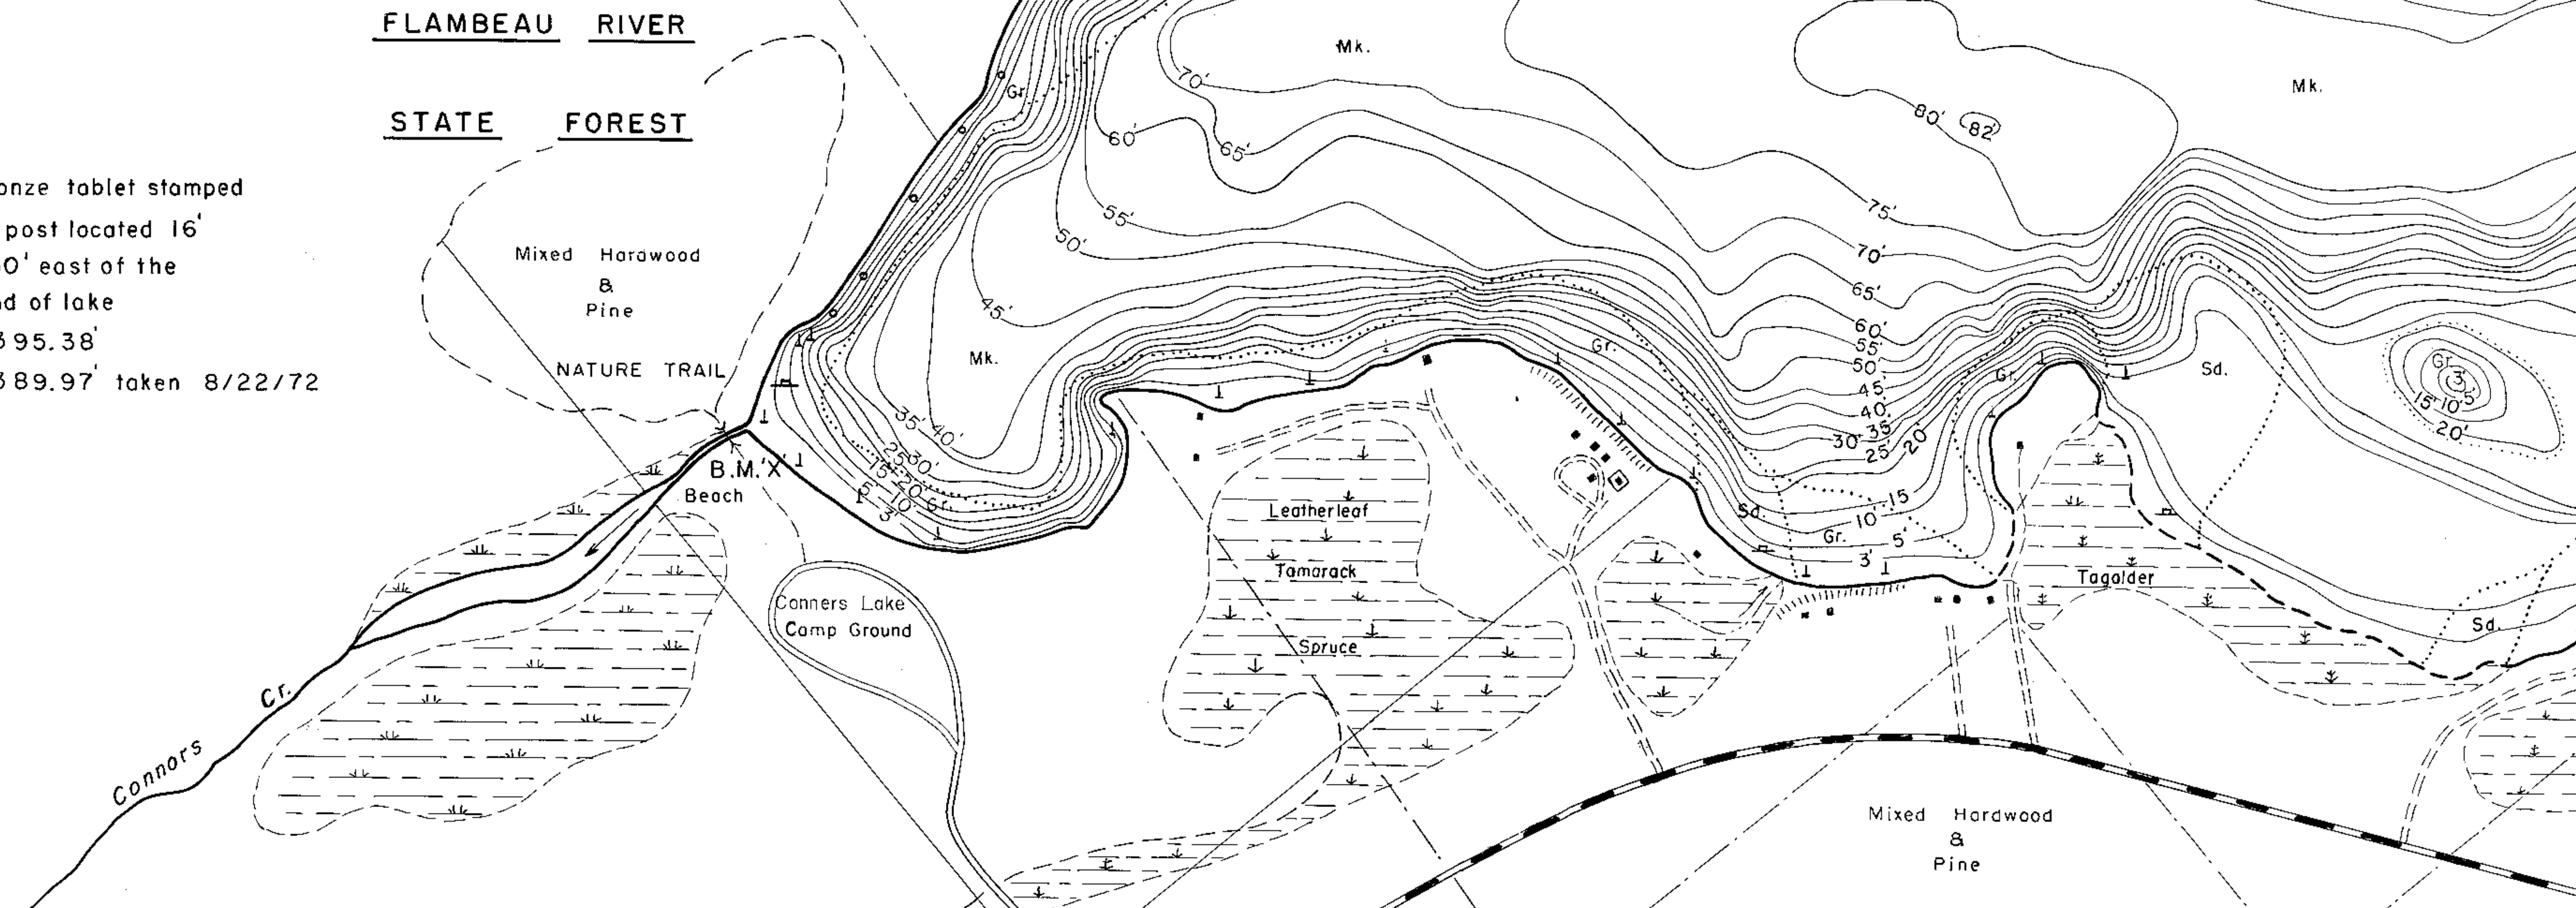 FLAMBEAU RIVER
STATE FOREST
onze tablet stamped
post located 16'
0' east of the
d of lake
395.38'
389.97' taken 8/22/72
Mixed Hardwood
&
Pine
NATURE TRAIL
B.M.'X'
Beach
Conners Lake
Camp Ground
Connors Cr.
Gr.
Mk.
70'
60'
65'
55'
50'
45'
Mk.
35'
40'
25'
30'
15'
20'
5'
10'
Gr.
3'
80'
82'
Mk.
75'
70'
65'
60'
55'
50'
45'
40'
35'
30'
25'
20'
15
10'
5'
3'
Gr.
Gr.
Sd.
Gr.
Sd.
Gr.
3'
5'
10'
15'
20'
Sd.
Leatherleaf
Tamarack
Spruce
Tagalder
Mixed Hardwood
&
Pine